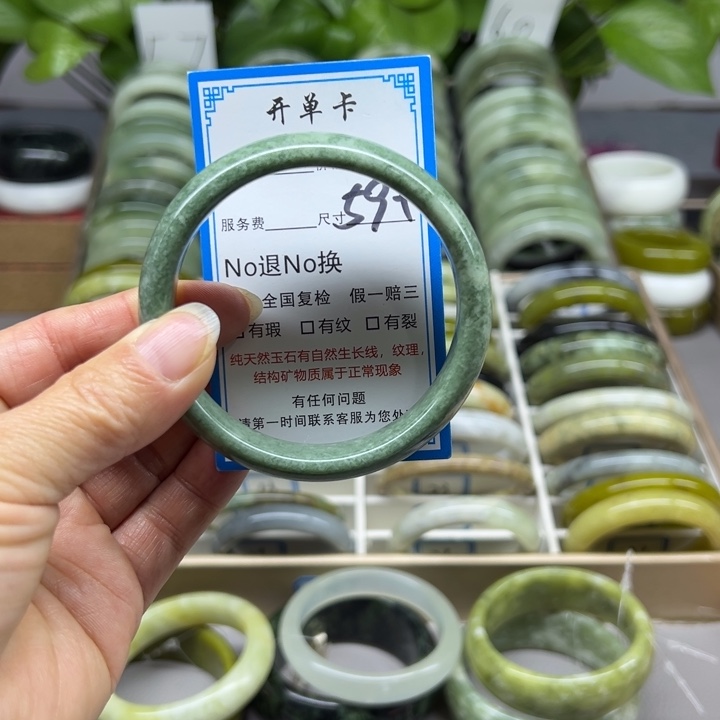 开单卡
服务费 尺寸 59+
No退No换
全国复检 假一赔三
□有瑕 □有纹 □有裂
纯天然玉石有自然生长线，纹理，
结构矿物质属于正常现象
有任何问题
请第一时间联系客服为您处